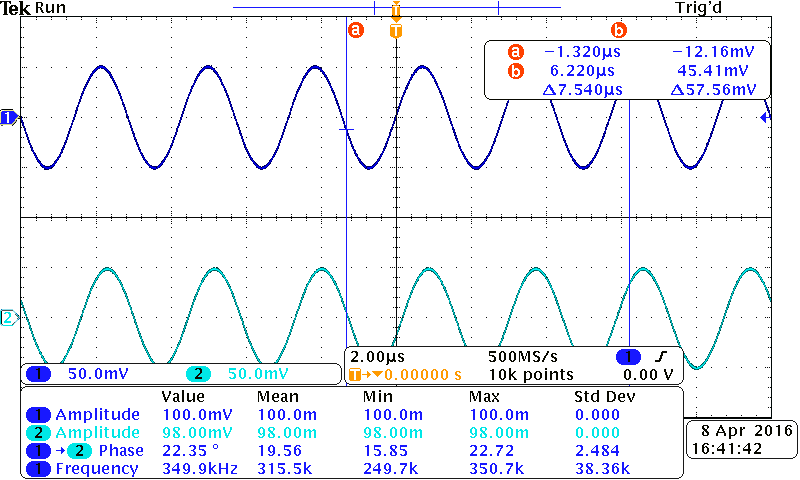 Tek Run T Trig'd
a T b
a −1.320µs −12.16mV
b 6.220µs 45.41mV
Δ7.540µs Δ57.56mV
1
2
1 50.0mV 2 50.0mV
2.00µs 500MS/s 1
T→▼0.00000 s 10k points 0.00 V
Value Mean Min Max Std Dev
1 Amplitude 100.0mV 100.0m 100.0m 100.0m 0.000
2 Amplitude 98.00mV 98.00m 98.00m 98.00m 0.000
1 → 2 Phase 22.35 ° 19.56 15.85 22.72 2.484
1 Frequency 349.9kHz 315.5k 249.7k 350.7k 38.36k
8 Apr 2016
16:41:42